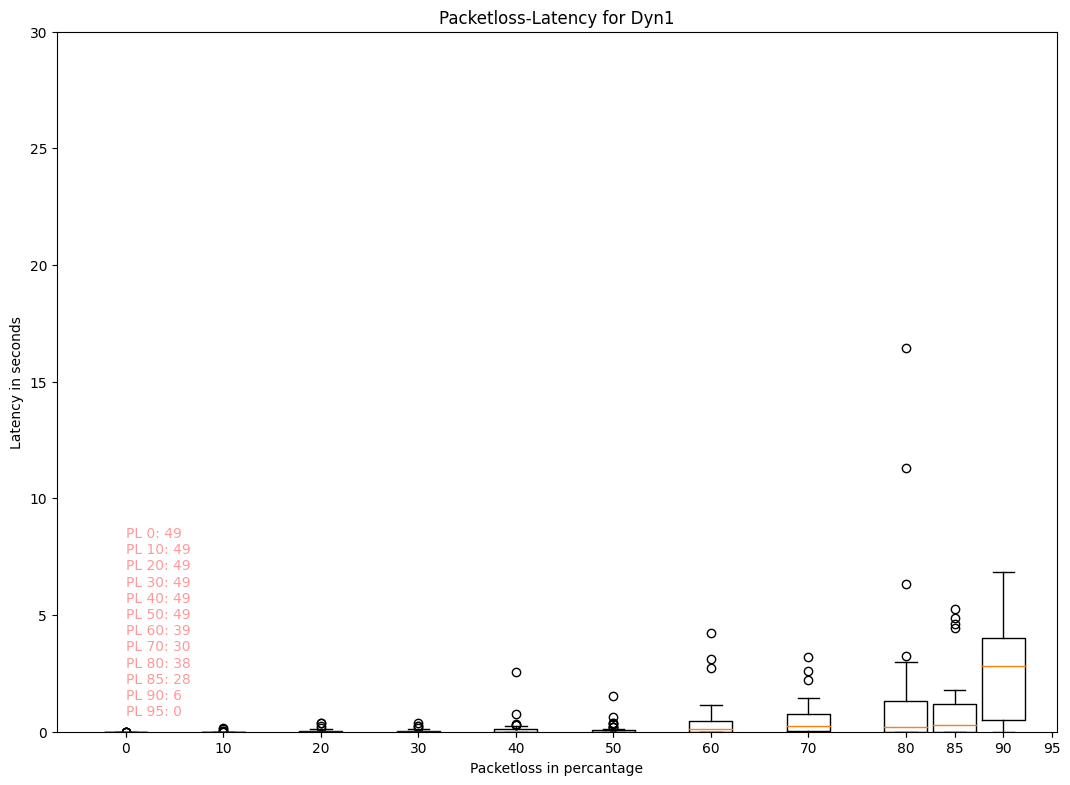 Packetloss-Latency for Dyn1
30
25
20
15
10
5
0
Latency in seconds
PL 0: 49
PL 10: 49
PL 20: 49
PL 30: 49
PL 40: 49
PL 50: 49
PL 60: 39
PL 70: 30
PL 80: 38
PL 85: 28
PL 90: 6
PL 95: 0
0 10 20 30 40 50 60 70 80 85 90 95
Packetloss in percantage